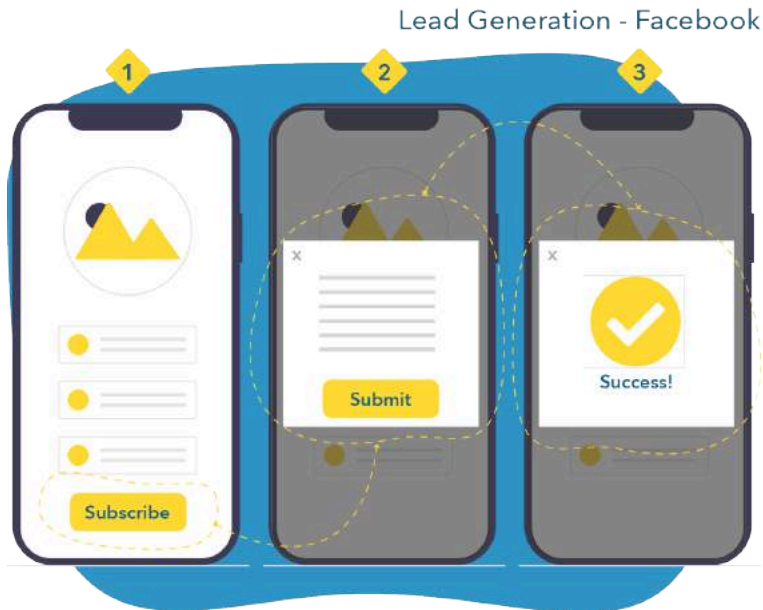 Lead Generation - Facebook
1
2
3
x
x
Submit
Success!
Subscribe